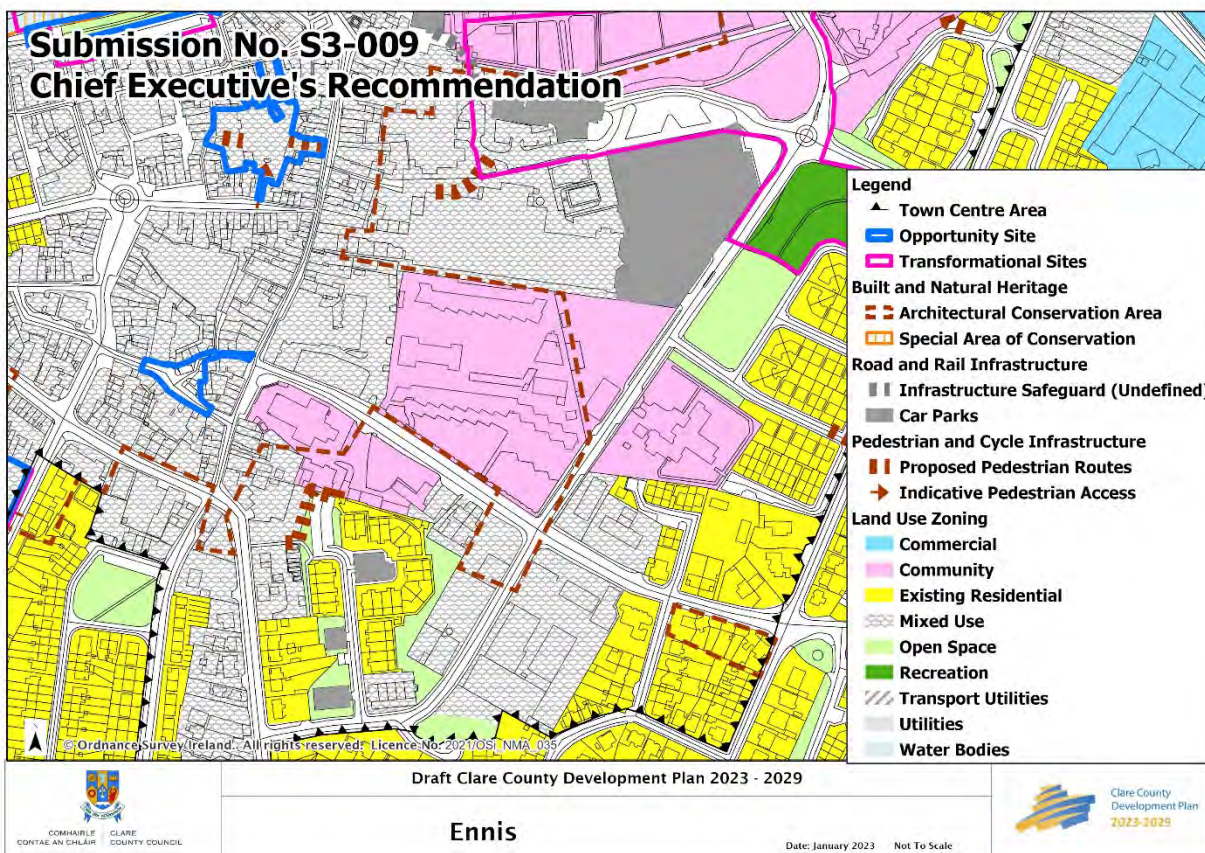 Submission No. S3-009
Chief Executive's Recommendation
Legend
Town Centre Area
Opportunity Site
Transformational Sites
Built and Natural Heritage
Architectural Conservation Area
Special Area of Conservation
Road and Rail Infrastructure
Infrastructure Safeguard (Undefined)
Car Parks
Pedestrian and Cycle Infrastructure
Proposed Pedestrian Routes
Indicative Pedestrian Access
Land Use Zoning
Commercial
Community
Existing Residential
Mixed Use
Open Space
Recreation
Transport Utilities
Utilities
Water Bodies
© Ordnance Survey Ireland. All rights reserved. Licence No. 2021/OSi_NMA_035
COMHAIRLE CONTAE AN CHLÁIR
CLARE COUNTY COUNCIL
Draft Clare County Development Plan 2023 - 2029
Ennis
Date: January 2023 Not To Scale
Clare County
Development Plan
2023-2029